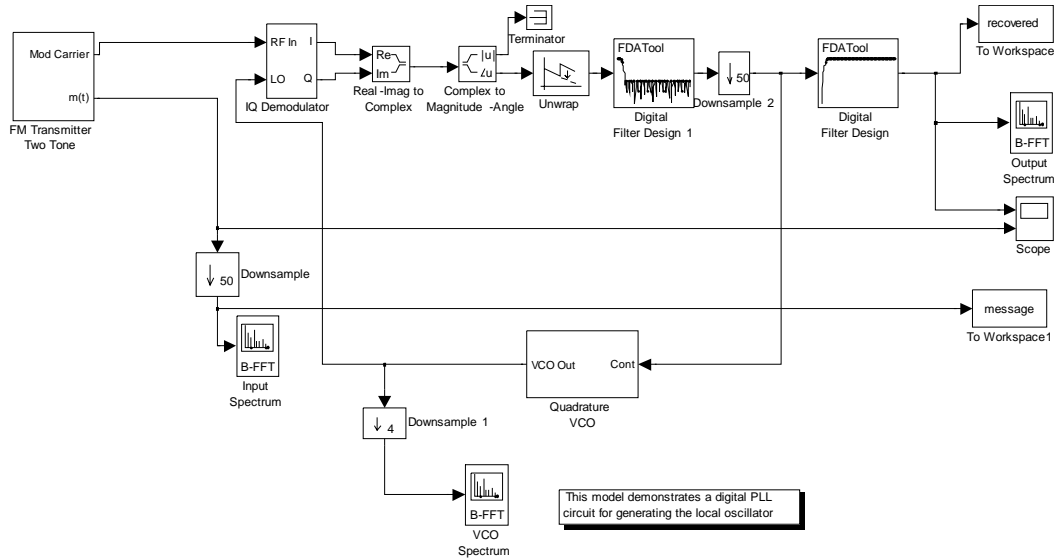 Mod Carrier
m(t)
FM Transmitter
Two Tone
RF In
I
LO
Q
IQ Demodulator
Re
Im
Real -Imag to
Complex
|u|
∠u
Complex to
Magnitude -Angle
Terminator
Unwrap
FDATool
Digital
Filter Design 1
50
Downsample 2
FDATool
Digital
Filter Design
recovered
To Workspace
B-FFT
Output
Spectrum
Scope
50
Downsample
message
To Workspace1
B-FFT
Input
Spectrum
VCO Out
Cont
Quadrature
VCO
4
Downsample 1
B-FFT
VCO
Spectrum
This model demonstrates a digital PLL
circuit for generating the local oscillator